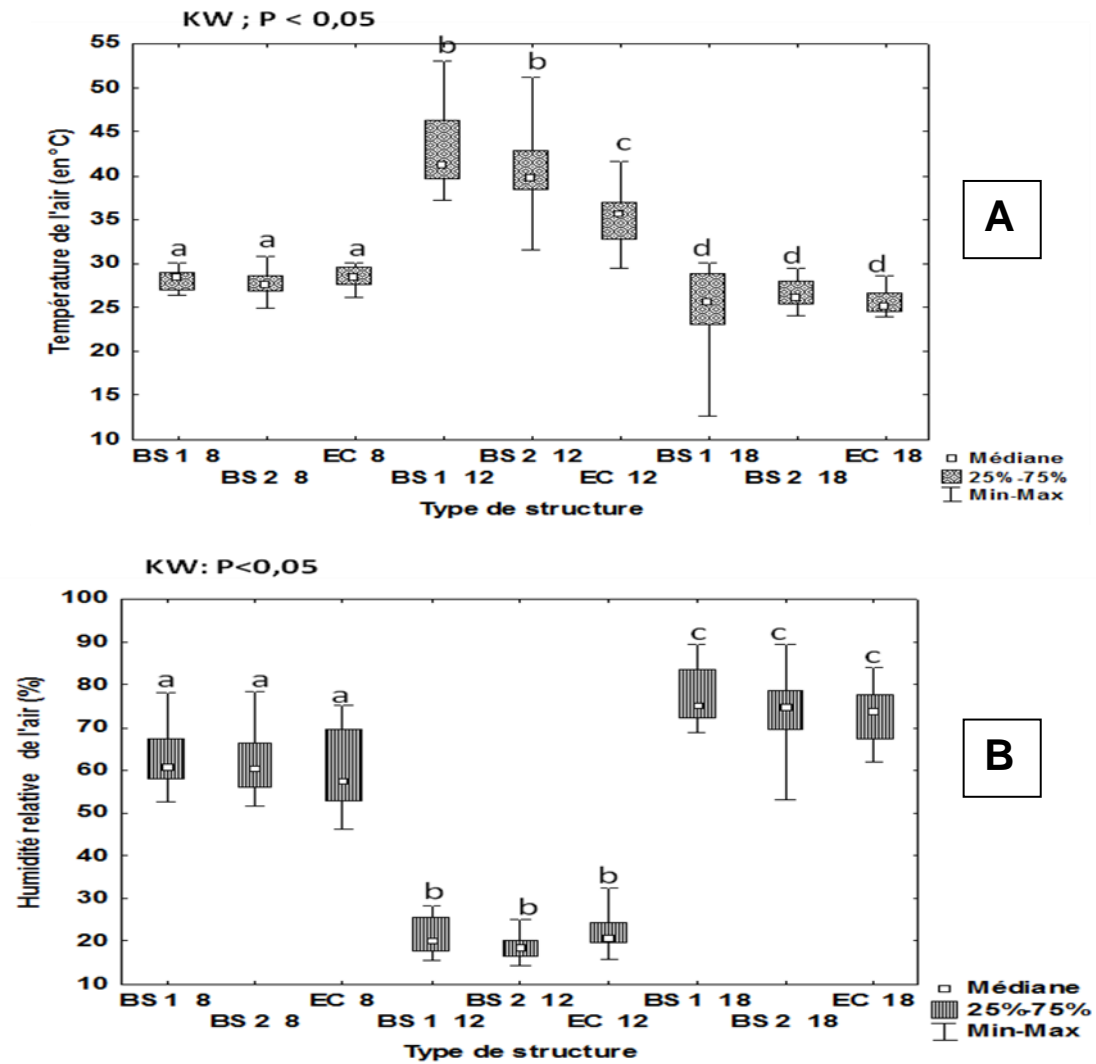 KW ; P < 0,05
Température de l'air (en°C)
55
50
45
40
35
30
25
20
15
10
a
a
a
b
b
c
d
d
d
BS 1 8
BS 2 8
EC 8
BS 1 12
BS 2 12
EC 12
BS 1 18
BS 2 18
EC 18
Type de structure
Médiane
25%-75%
Min-Max
A
KW: P<0,05
Humidité relative de l'air (%)
100
90
80
70
60
50
40
30
20
10
a
a
a
b
b
b
c
c
c
BS 1 8
BS 2 8
EC 8
BS 1 12
BS 2 12
EC 12
BS 1 18
BS 2 18
EC 18
Type de structure
Médiane
25%-75%
Min-Max
B